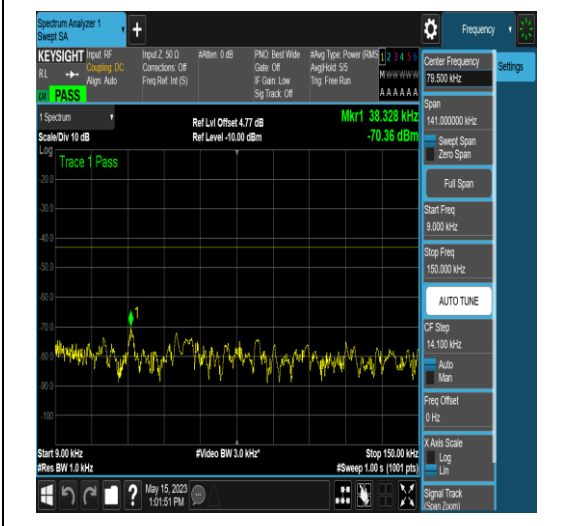 Spectrum Analyzer 1
Swept SA
Frequency
KEYSIGHT
RL
PASS
Input: RF
Coupling: DC
Align: Auto
Input Z: 50 Ω
Corrections: Off
Freq Ref: Int (S)
#Atten: 0 dB
PNO: Best Wide
Gate: Off
IF Gain: Low
Sig Track: Off
#Avg Type: Power (RMS
Avg|Hold: 5/5
Trig: Free Run
1 2 3 4 5 6
M W W W W W
A A A A A A
1 Spectrum
Scale/Div 10 dB
Ref Lvl Offset 4.77 dB
Ref Level -10.00 dBm
Mkr1 38.328 kHz
-70.36 dBm
Log
Trace 1 Pass
-20.0
-30.0
-40.0
-50.0
-60.0
-70.0
-80.0
-90.0
-100
1
Start 9.00 kHz
#Res BW 1.0 kHz
#Video BW 3.0 kHz*
Stop 150.00 kHz
#Sweep 1.00 s (1001 pts)
May 15, 2023
1:01:51 PM
Center Frequency
79.500 kHz
Settings
Span
141.000000 kHz
Swept Span
Zero Span
Full Span
Start Freq
9.000 kHz
Stop Freq
150.000 kHz
AUTO TUNE
CF Step
14.100 kHz
Auto
Man
Freq Offset
0 Hz
X Axis Scale
Log
Lin
Signal Track
(Span Zoom)